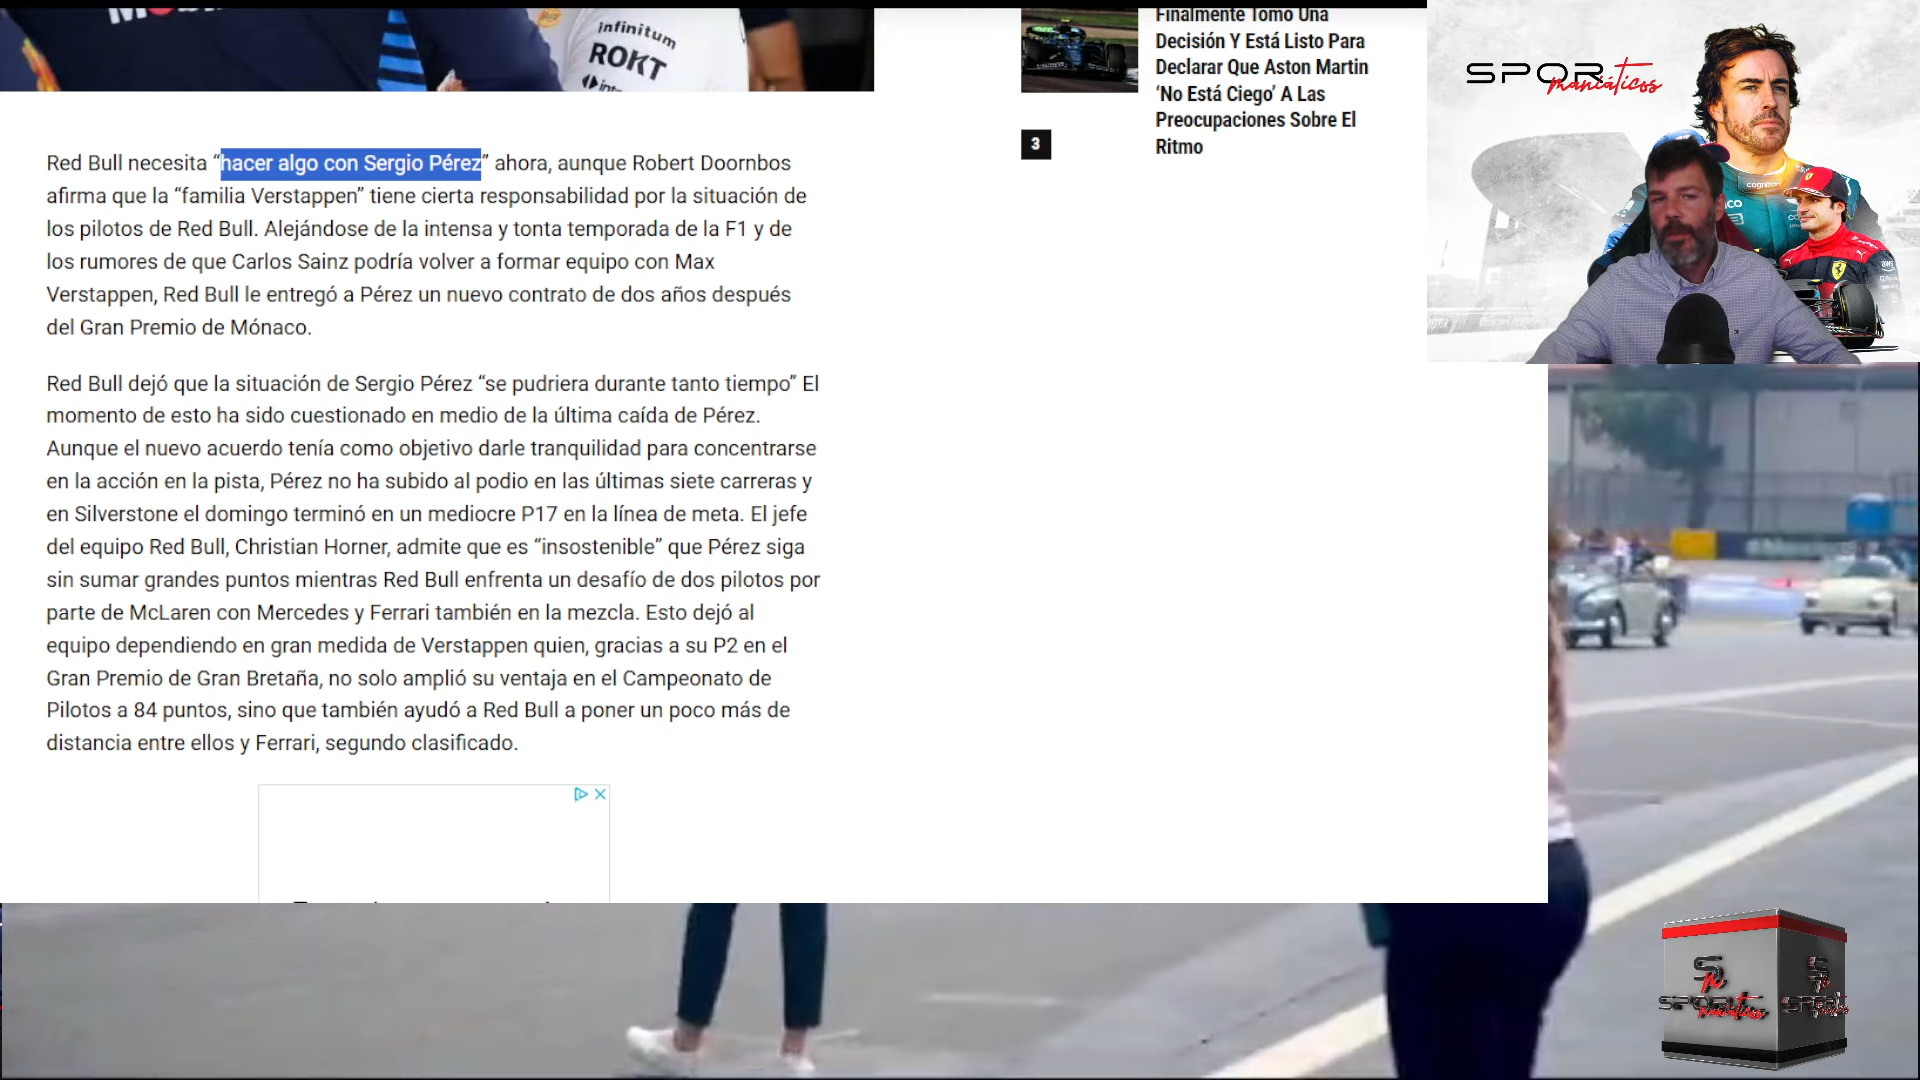 infinitum
ROKT
Red Bull necesita “hacer algo con Sergio Pérez” ahora, aunque Robert Doornbos
afirma que la “familia Verstappen” tiene cierta responsabilidad por la situación de
los pilotos de Red Bull. Alejándose de la intensa y tonta temporada de la F1 y de
los rumores de que Carlos Sainz podría volver a formar equipo con Max
Verstappen, Red Bull le entregó a Pérez un nuevo contrato de dos años después
del Gran Premio de Mónaco.
Red Bull dejó que la situación de Sergio Pérez “se pudriera durante tanto tiempo” El
momento de esto ha sido cuestionado en medio de la última caída de Pérez.
Aunque el nuevo acuerdo tenía como objetivo darle tranquilidad para concentrarse
en la acción en la pista, Pérez no ha subido al podio en las últimas siete carreras y
en Silverstone el domingo terminó en un mediocre P17 en la línea de meta. El jefe
del equipo Red Bull, Christian Horner, admite que es “insostenible” que Pérez siga
sin sumar grandes puntos mientras Red Bull enfrenta un desafío de dos pilotos por
parte de McLaren con Mercedes y Ferrari también en la mezcla. Esto dejó al
equipo dependiendo en gran medida de Verstappen quien, gracias a su P2 en el
Gran Premio de Gran Bretaña, no solo amplió su ventaja en el Campeonato de
Pilotos a 84 puntos, sino que también ayudó a Red Bull a poner un poco más de
distancia entre ellos y Ferrari, segundo clasificado.
Finalmente Tomó Una
Decisión Y Está Listo Para
Declarar Que Aston Martin
‘No Está Ciego’ A Las
Preocupaciones Sobre El
Ritmo
3
SPOR
maniáticos
cognizant
aws